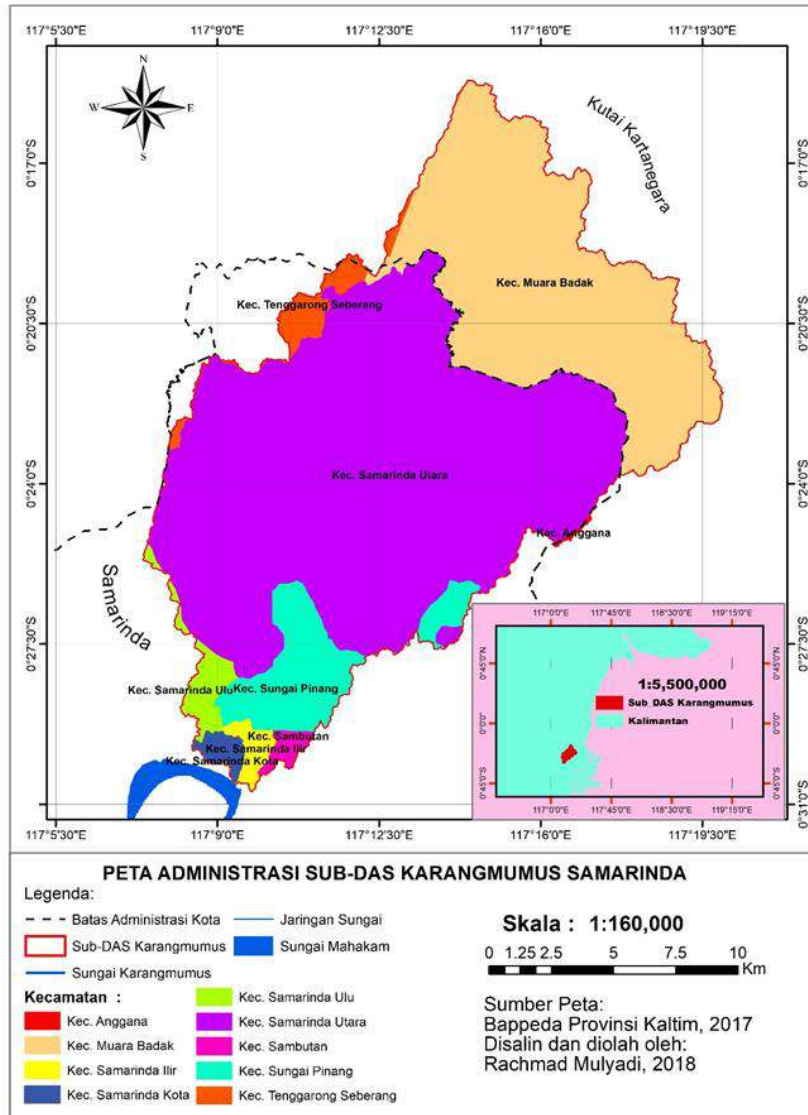 117°5'30"E 117°9'0"E 117°12'30"E 117°16'0"E 117°19'30"E
N
W E
S
Kutai Kartanegara
0°17'0"S 0°17'0"S
Kec. Muara Badak
Kec. Tenggarong Seberang
0°20'30"S 0°20'30"S
Kec. Samarinda Utara
0°24'0"S 0°24'0"S
Kec. Anggana
Samarinda
0°27'30"S 0°27'30"S
Kec. Samarinda Ulu Kec. Sungai Pinang
Kec. Sambutan
Kec. Samarinda Ilir
Kec. Samarinda Kota
117°0'0"E 117°45'0"E 118°30'0"E 119°15'0"E
0°45'0"N 0°45'0"N
1:5,500,000
Sub_DAS Karangmumus
Kalimantan
0°0'0" 0°0'0"
0°45'0"S 0°45'0"S
117°0'0"E 117°45'0"E 118°30'0"E 119°15'0"E
0°31'0"S 0°31'0"S
117°5'30"E 117°9'0"E 117°12'30"E 117°16'0"E 117°19'30"E
PETA ADMINISTRASI SUB-DAS KARANGMUMUS SAMARINDA
Legenda:
Batas Administrasi Kota Jaringan Sungai
Sub-DAS Karangmumus Sungai Mahakam
Sungai Karangmumus
Kecamatan :
Kec. Anggana
Kec. Muara Badak
Kec. Samarinda Ilir
Kec. Samarinda Kota
Kec. Samarinda Ulu
Kec. Samarinda Utara
Kec. Sambutan
Kec. Sungai Pinang
Kec. Tenggarong Seberang
Skala : 1:160,000
0 1.25 2.5 5 7.5 10
Km
Sumber Peta:
Bappeda Provinsi Kaltim, 2017
Disalin dan diolah oleh:
Rachmad Mulyadi, 2018